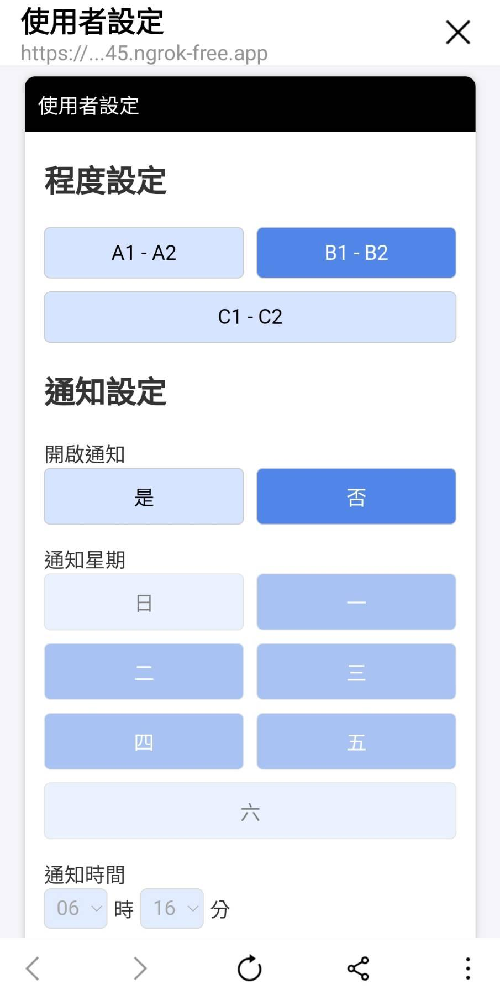 使用者設定
https://...45.ngrok-free.app
使用者設定
程度設定
A1 - A2
B1 - B2
C1 - C2
通知設定
開啟通知
是
否
通知星期
日
一
二
三
四
五
六
通知時間
06 時 16 分